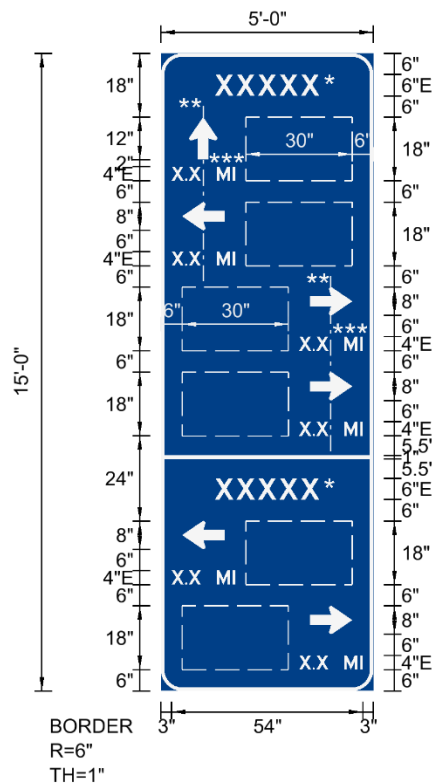 5'-0"
15'-0"
18"
12"
2"
4"E
6"
8"
6"
4"E
6"
18"
6"
18"
24"
8"
6"
4"E
6"
18"
6"
XXXXX*
**
***
X.X MI
30"
6"
X.X MI
**
6"
30"
***
X.X MI
X.X MI
XXXXX*
X.X MI
X.X MI
6"
6"E
6"
18"
6"
18"
6"
8"
6"
4"E
6"
8"
6"
4"E
5.5"
1"
5.5"
6"E
6"
18"
6"
8"
6"
4"E
6"
3"
54"
3"
BORDER
R=6"
TH=1"